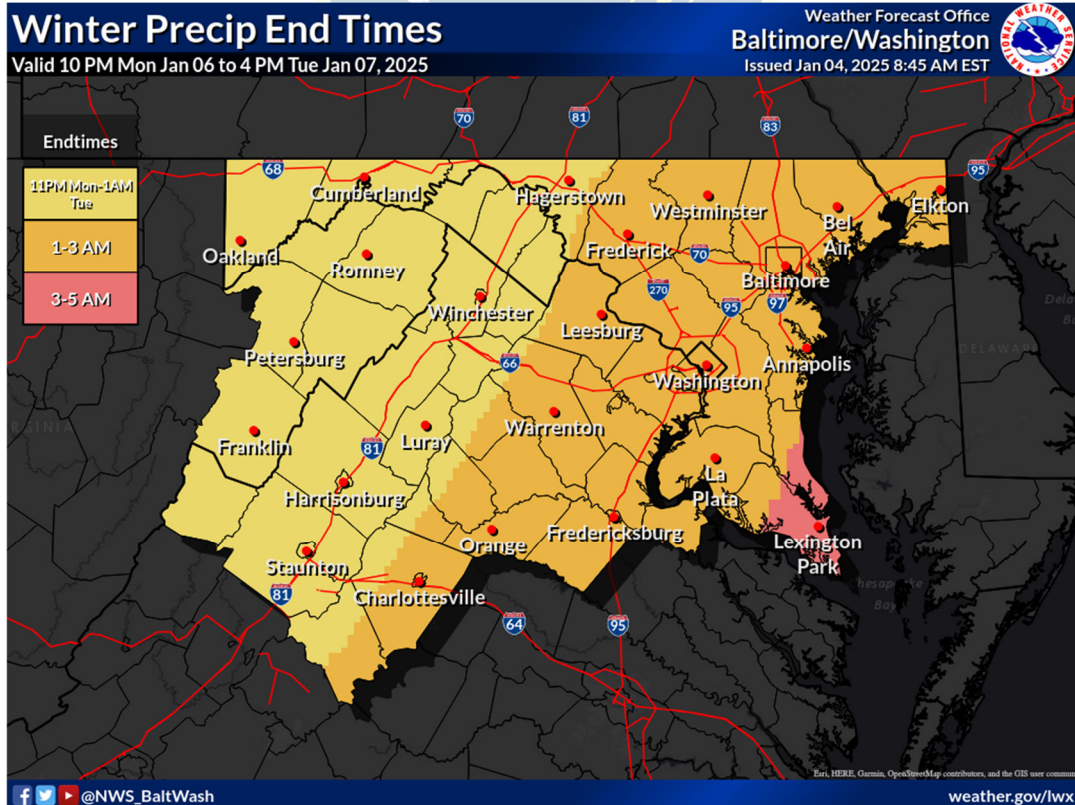 Winter Precip End Times
Valid 10 PM Mon Jan 06 to 4 PM Tue Jan 07, 2025
Weather Forecast Office
Baltimore/Washington
Issued Jan 04, 2025 8:45 AM EST
NATIONAL WEATHER SERVICE
Endtimes
11PM Mon-1AM
Tue
1-3 AM
3-5 AM
70
81
83
95
68
Cumberland
Hagerstown
Westminster
Bel
Air
Elkton
Oakland
Romney
Frederick
70
Baltimore
270
95
97
Winchester
Leesburg
Petersburg
66
Washington
Annapolis
DELAWARE
Franklin
81
Luray
Warrenton
La
Plata
Harrisonburg
Orange
Fredericksburg
Lexington
Park
Staunton
81
Charlottesville
64
95
Chesapeake
Bay
Esri, HERE, Garmin, OpenStreetMap contributors, and the GIS user
@NWS_BaltWash
weather.gov/lwx